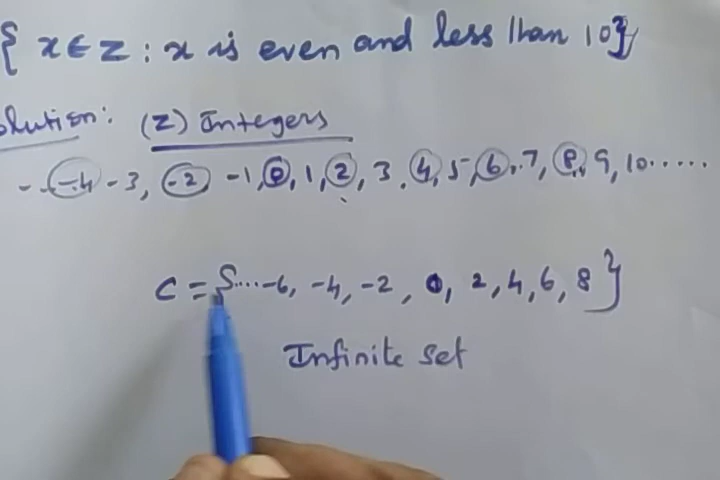 { x ∈ Z : x is even and less than 10}
olution: (Z) Integers
- . -4 -3, -2 -1, 0, 1, 2, 3, 4, 5, 6, 7, 8, 9, 10.....
C = {...-6, -4, -2, 0, 2, 4, 6, 8}
Infinite set